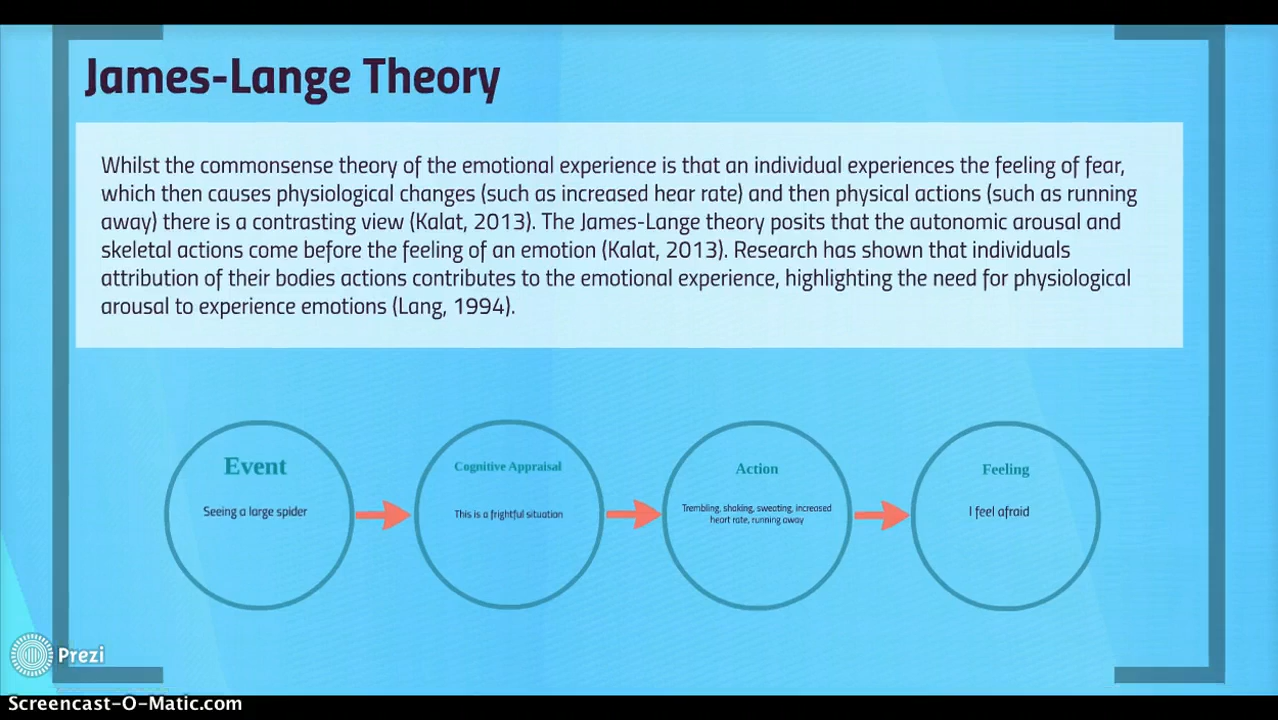 James-Lange Theory
Whilst the commonsense theory of the emotional experience is that an individual experiences the feeling of fear,
which then causes physiological changes (such as increased hear rate) and then physical actions (such as running
away) there is a contrasting view (Kalat, 2013). The James-Lange theory posits that the autonomic arousal and
skeletal actions come before the feeling of an emotion (Kalat, 2013). Research has shown that individuals
attribution of their bodies actions contributes to the emotional experience, highlighting the need for physiological
arousal to experience emotions (Lang, 1994).
Event
Seeing a large spider
Cognitive Appraisal
This is a frightful situation
Action
Trembling, shaking, sweating, increased
heart rate, running away
Feeling
I feel afraid
Prezi
Screencast-O-Matic.com